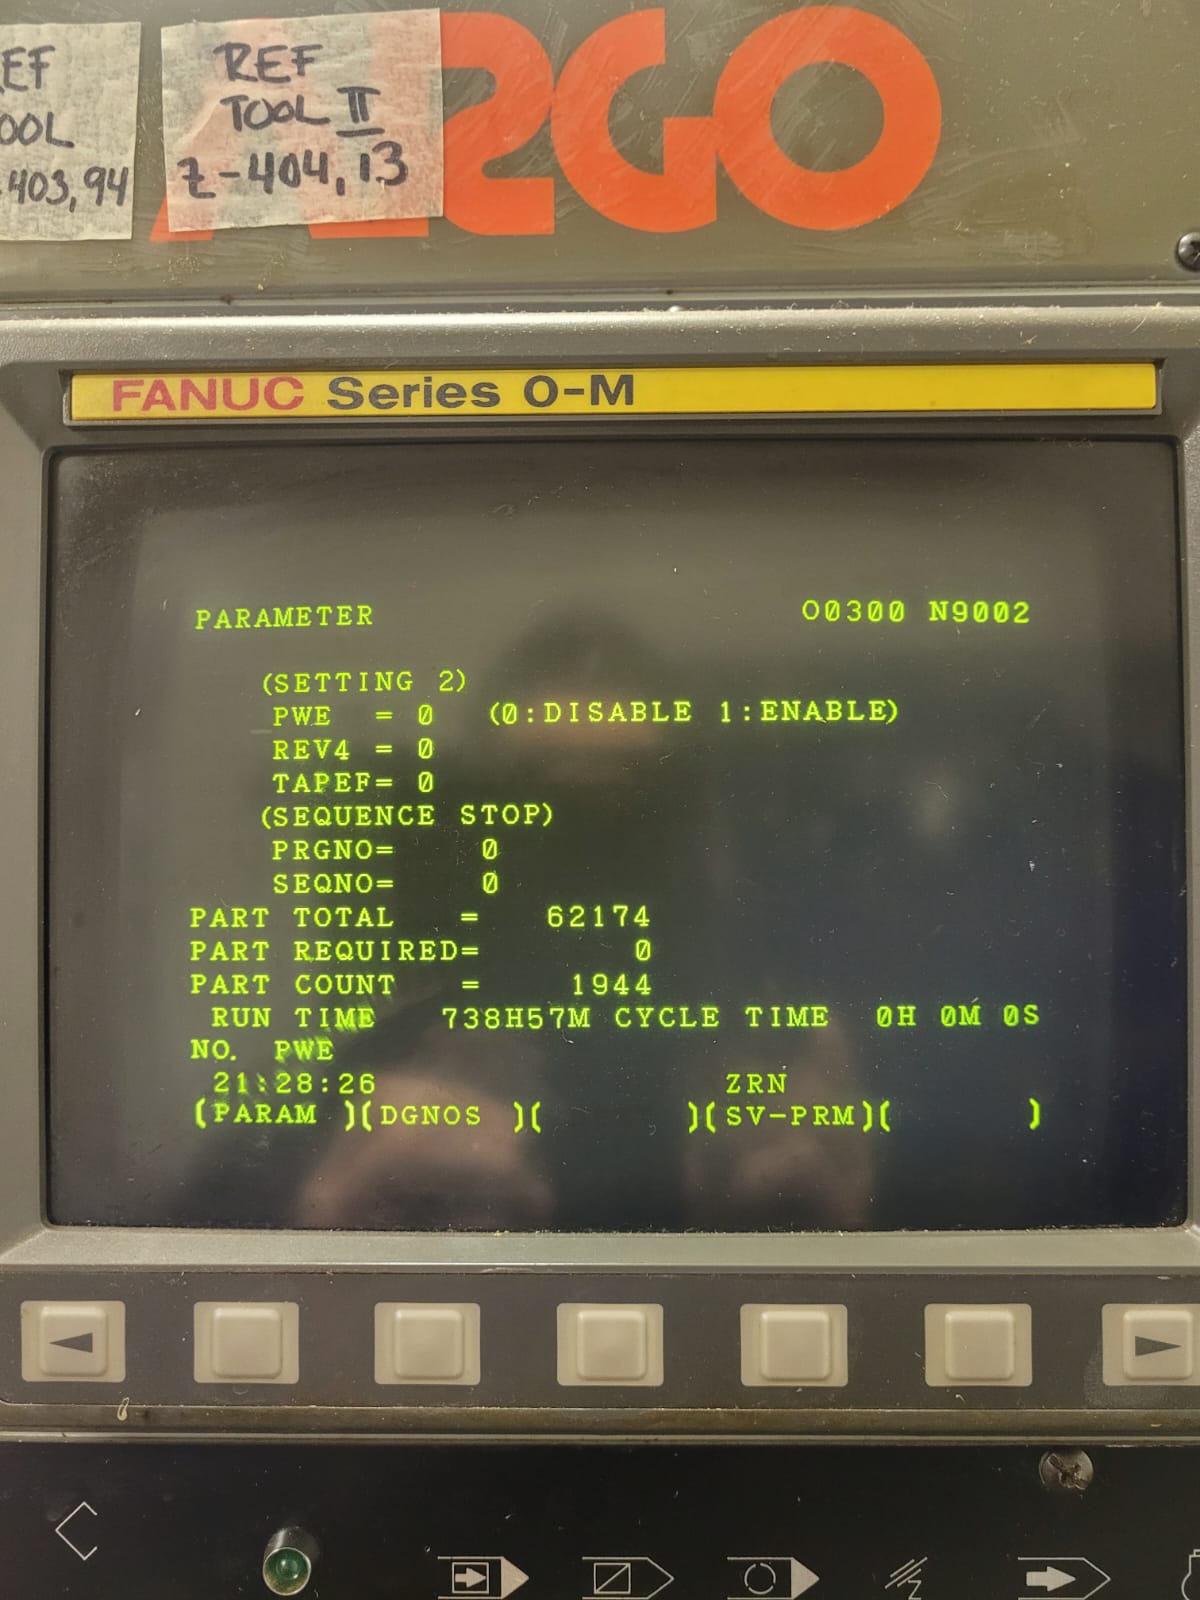 EF
OOL
-403,94
REF
TOOL II
Z-404,13
ARGO
FANUC Series O-M
PARAMETER O0300 N9002
(SETTING 2)
PWE = 0 (0:DISABLE 1:ENABLE)
REV4 = 0
TAPEF= 0
(SEQUENCE STOP)
PRGNO= 0
SEQNO= 0
PART TOTAL = 62174
PART REQUIRED= 0
PART COUNT = 1944
RUN TIME 738H57M CYCLE TIME 0H 0M 0S
NO. PWE
21:28:26 ZRN
(PARAM )(DGNOS )( )(SV-PRM)( )